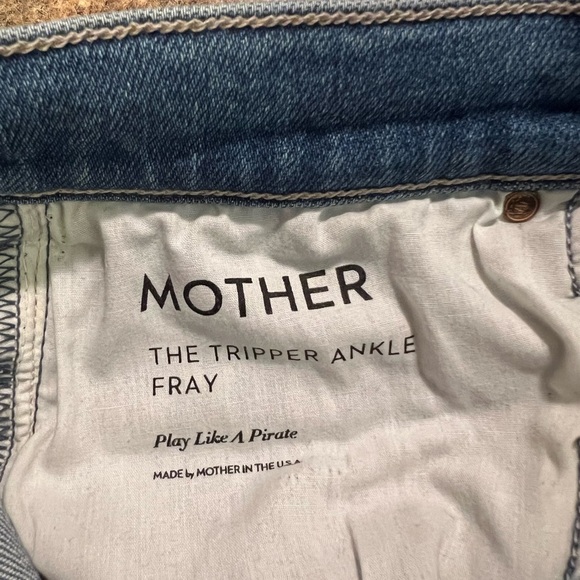 MOTHER
THE TRIPPER ANKLE
FRAY
Play Like A Pirate
MADE by MOTHER IN THE U.S.A.